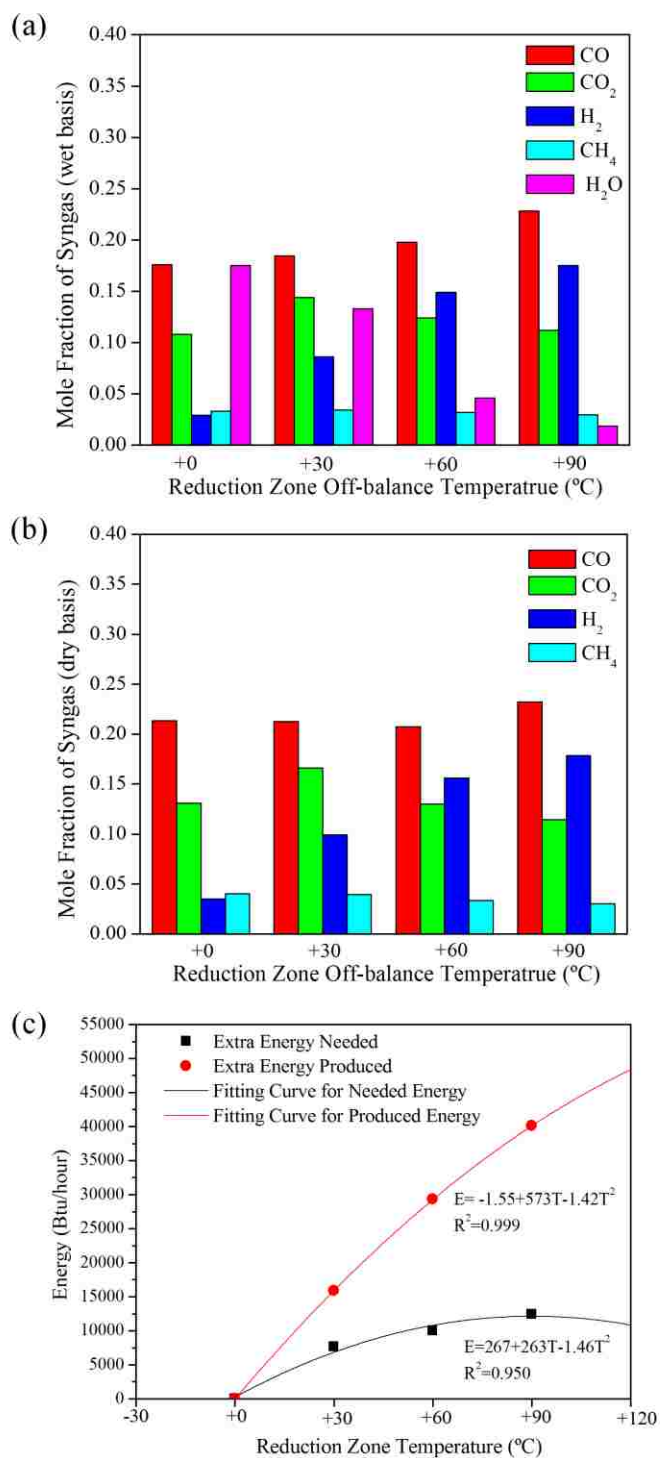 (a)
0.40
0.35
0.30
0.25
0.20
0.15
0.10
0.05
0.00
Mole Fraction of Syngas (wet basis)
CO
CO₂
H₂
CH₄
H₂O
+0 +30 +60 +90
Reduction Zone Off-balance Temperatrue (ºC)
(b)
0.40
0.35
0.30
0.25
0.20
0.15
0.10
0.05
0.00
Mole Fraction of Syngas (dry basis)
CO
CO₂
H₂
CH₄
+0 +30 +60 +90
Reduction Zone Off-balance Temperatrue (ºC)
(c)
55000
50000
45000
40000
35000
30000
25000
20000
15000
10000
5000
0
Energy (Btu/hour)
Extra Energy Needed
Extra Energy Produced
Fitting Curve for Needed Energy
Fitting Curve for Produced Energy
E= -1.55+573T-1.42T²
R²=0.999
E=267+263T-1.46T²
R²=0.950
-30 +0 +30 +60 +90 +120
Reduction Zone Temperature (ºC)